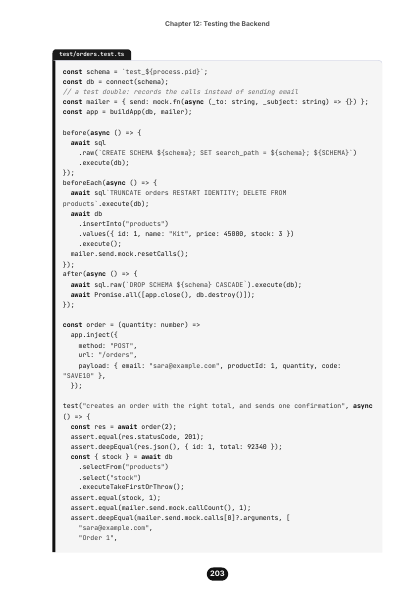 Chapter 12: Testing the Backend
test/orders.test.ts
const schema = `test_${process.pid}`;
const db = connect(schema);
// a test double: records the calls instead of sending email
const mailer = { send: mock.fn(async (_to: string, _subject: string) => {}) };
const app = buildApp(db, mailer);
before(async () => {
  await sql
    .raw(`CREATE SCHEMA ${schema}; SET search_path = ${schema}; ${SCHEMA}`)
    .execute(db);
});
beforeEach(async () => {
  await sql`TRUNCATE orders RESTART IDENTITY; DELETE FROM
products`.execute(db);
  await db
    .insertInto("products")
    .values({ id: 1, name: "Kit", price: 45000, stock: 3 })
    .execute();
  mailer.send.mock.resetCalls();
});
after(async () => {
  await sql.raw(`DROP SCHEMA ${schema} CASCADE`).execute(db);
  await Promise.all([app.close(), db.destroy()]);
});
const order = (quantity: number) =>
  app.inject({
    method: "POST",
    url: "/orders",
    payload: { email: "sara@example.com", productId: 1, quantity, code:
"SAVE10" },
  });
test("creates an order with the right total, and sends one confirmation", async
() => {
  const res = await order(2);
  assert.equal(res.statusCode, 201);
  assert.deepEqual(res.json(), { id: 1, total: 92340 });
  const { stock } = await db
    .selectFrom("products")
    .select("stock")
    .executeTakeFirstOrThrow();
  assert.equal(stock, 1);
  assert.equal(mailer.send.mock.callCount(), 1);
  assert.deepEqual(mailer.send.mock.calls[0]?.arguments, [
    "sara@example.com",
    "Order 1",
203